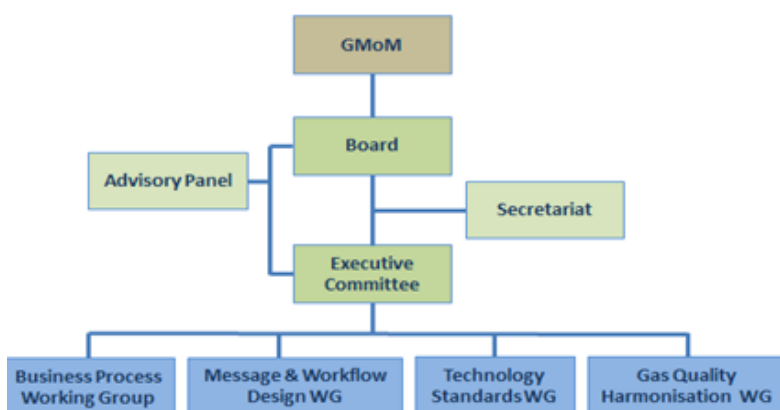 GMoM
Board
Advisory Panel
Secretariat
Executive
Committee
Business Process
Working Group
Message & Workflow
Design WG
Technology
Standards WG
Gas Quality
Harmonisation WG